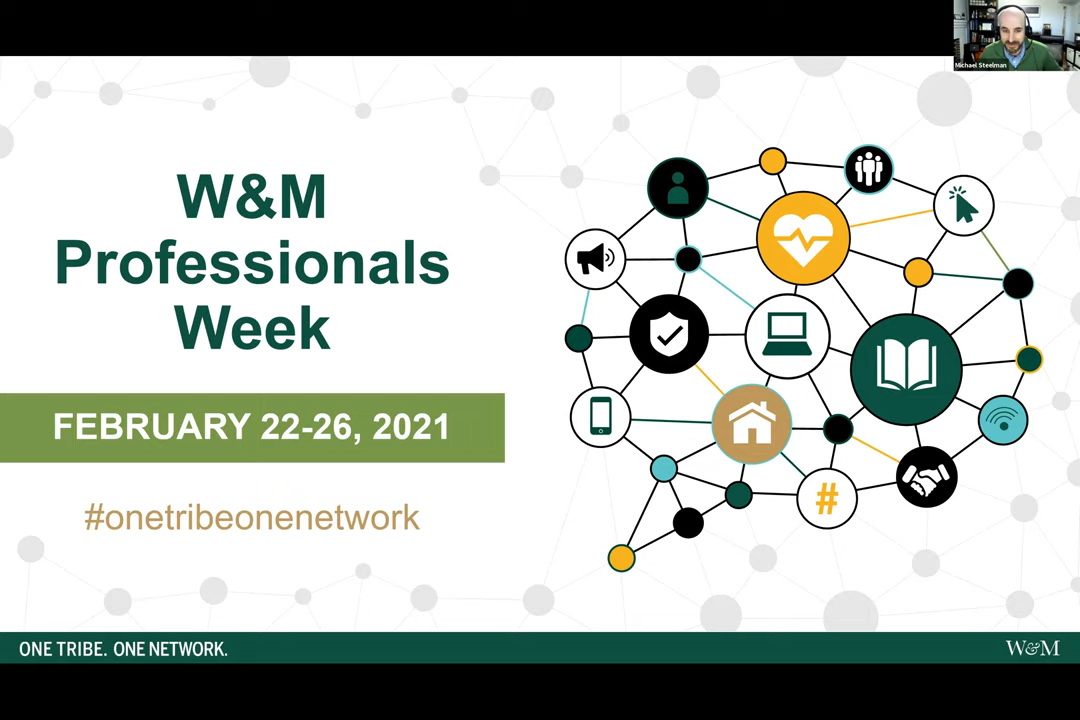 Michael Steelman
W&M
Professionals
Week
FEBRUARY 22-26, 2021
#onetribeonenetwork
#
ONE TRIBE. ONE NETWORK.
W&M